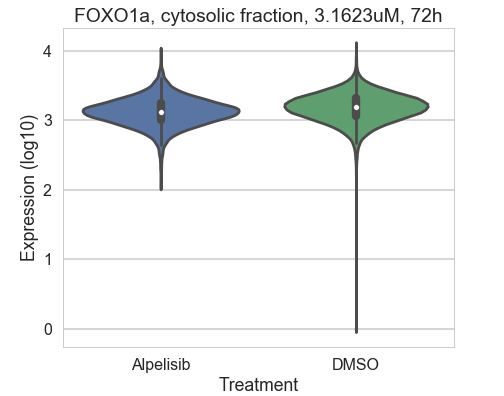 FOXO1a, cytosolic fraction, 3.1623uM, 72h
4
3
2
1
0
Expression (log10)
Alpelisib
DMSO
Treatment